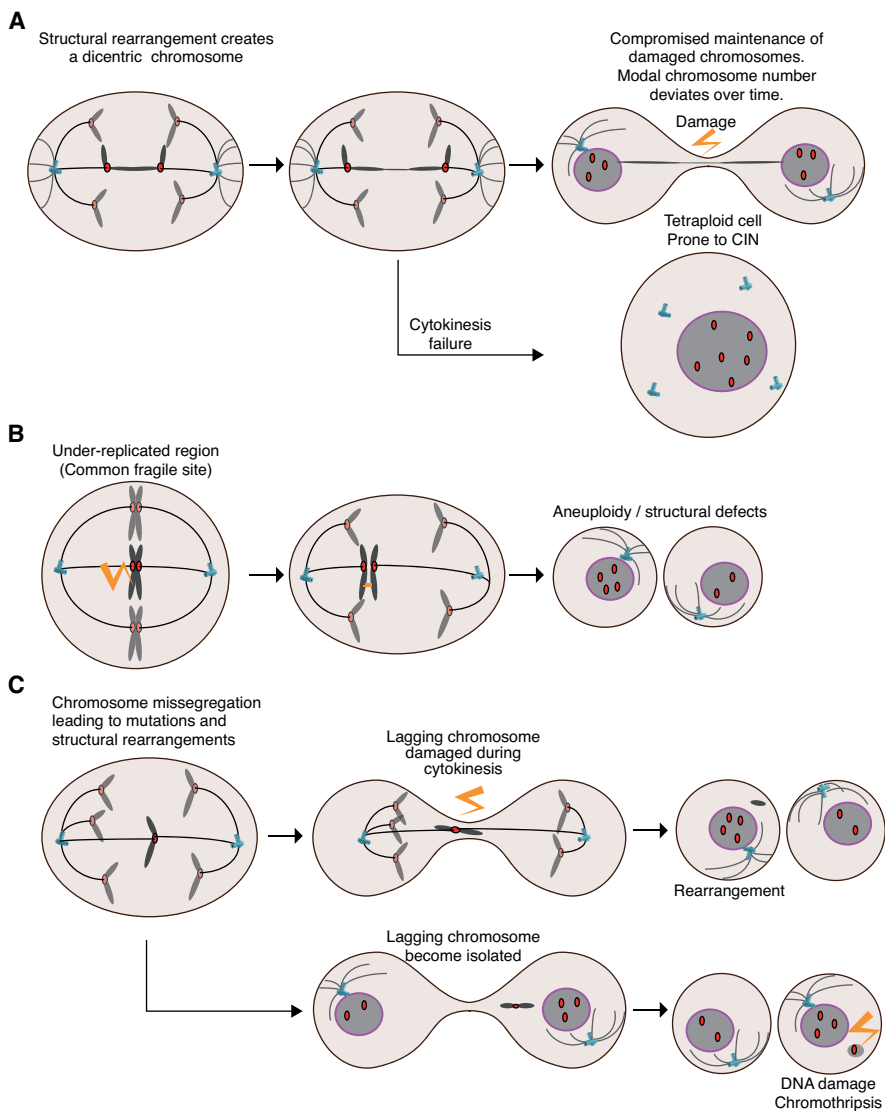 A
Structural rearrangement creates
a dicentric chromosome
Compromised maintenance of
damaged chromosomes.
Modal chromosome number
deviates over time.
Damage
Tetraploid cell
Prone to CIN
Cytokinesis
failure
B
Under-replicated region
(Common fragile site)
Aneuploidy / structural defects
C
Chromosome missegregation
leading to mutations and
structural rearrangements
Lagging chromosome
damaged during
cytokinesis
Rearrangement
Lagging chromosome
become isolated
DNA damage
Chromothripsis